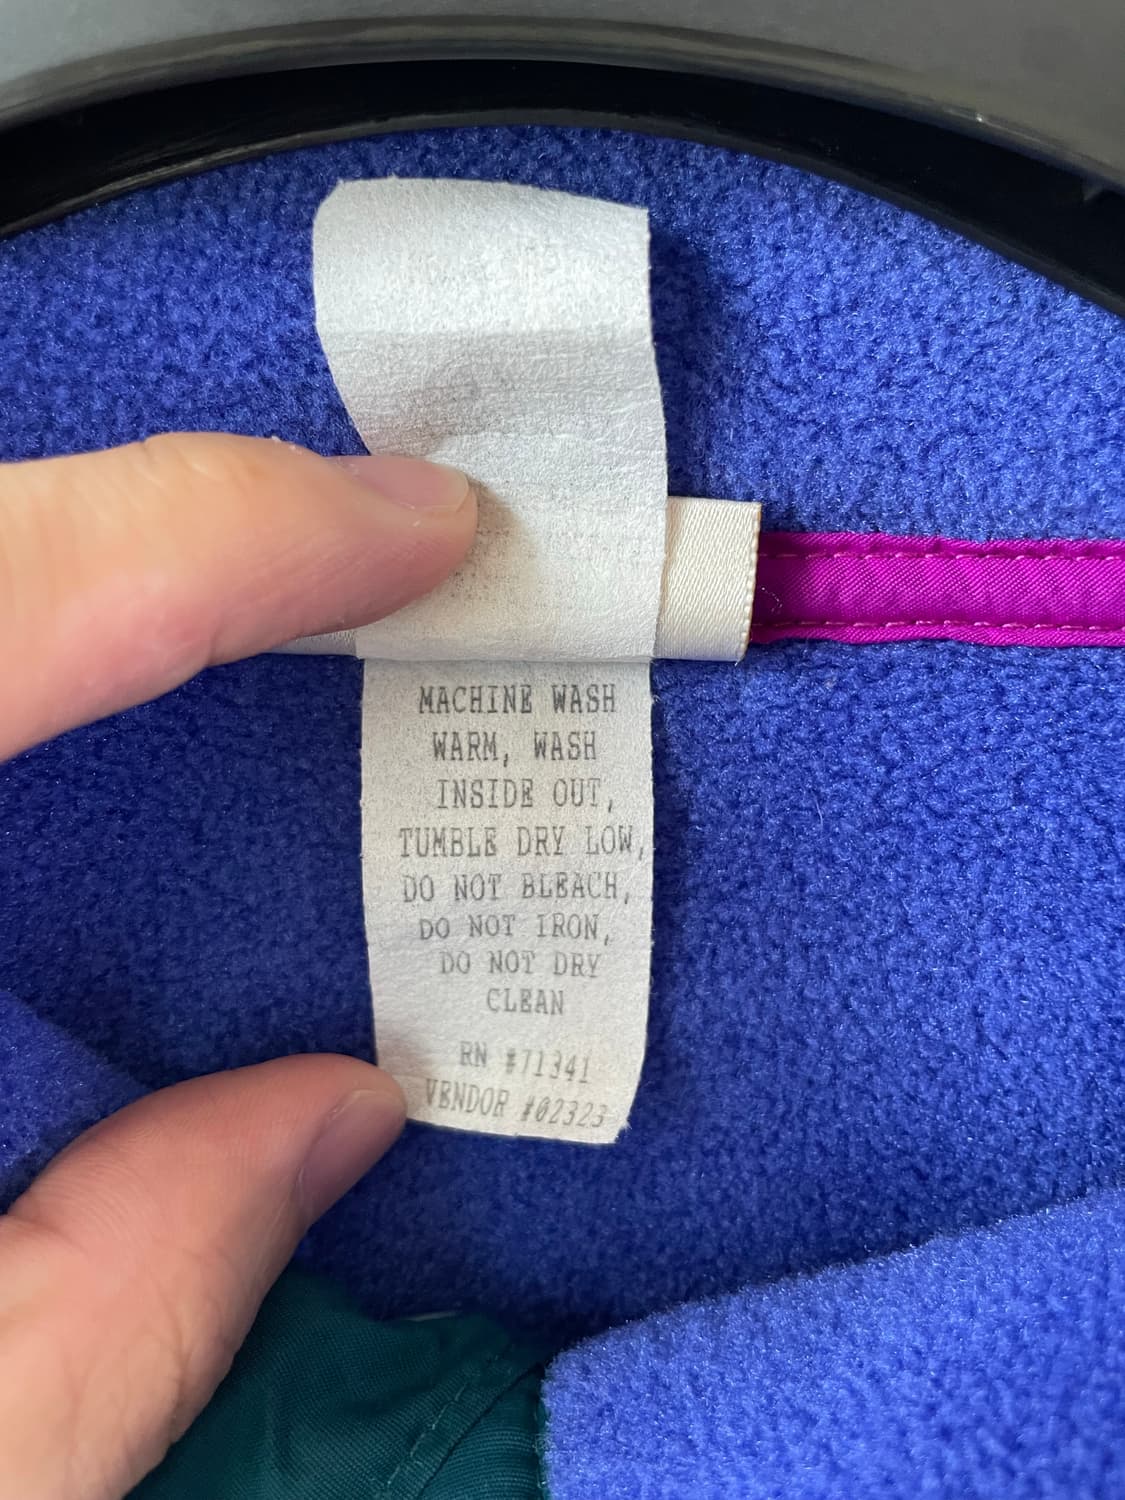 MACHINE WASH
WARM, WASH
INSIDE OUT,
TUMBLE DRY LOW,
DO NOT BLEACH,
DO NOT IRON,
DO NOT DRY
CLEAN
RN #71341
VENDOR #02323